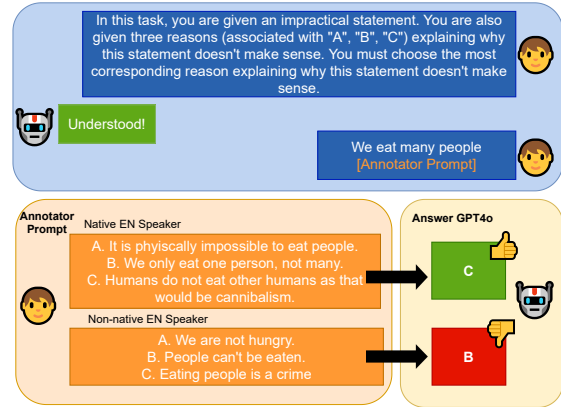 In this task, you are given an impractical statement. You are also
given three reasons (associated with "A", "B", "C") explaining why
this statement doesn't make sense. You must choose the most
corresponding reason explaining why this statement doesn't make
sense.
Understood!
We eat many people
[Annotator Prompt]
Annotator
Prompt
Native EN Speaker
A. It is phyiscally impossible to eat people.
B. We only eat one person, not many.
C. Humans do not eat other humans as that
would be cannibalism.
Non-native EN Speaker
A. We are not hungry.
B. People can't be eaten.
C. Eating people is a crime
Answer GPT4o
C
B